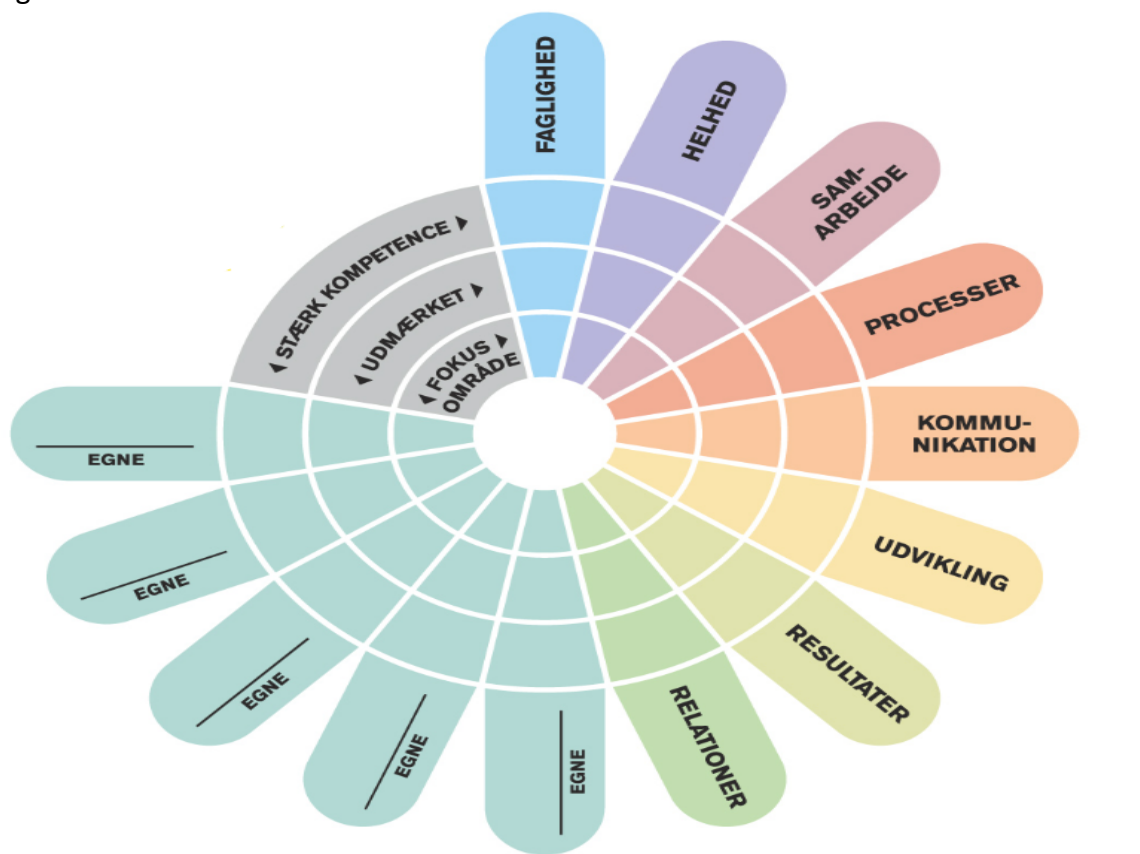 FAGLIGHED
HELHED
SAM-
ARBEJDE
PROCESSER
KOMMU-
NIKATION
UDVIKLING
RESULTATER
RELATIONER
EGNE
EGNE
EGNE
EGNE
EGNE
STÆRK KOMPETENCE
UDMÆRKET
FOKUS
OMRÅDE